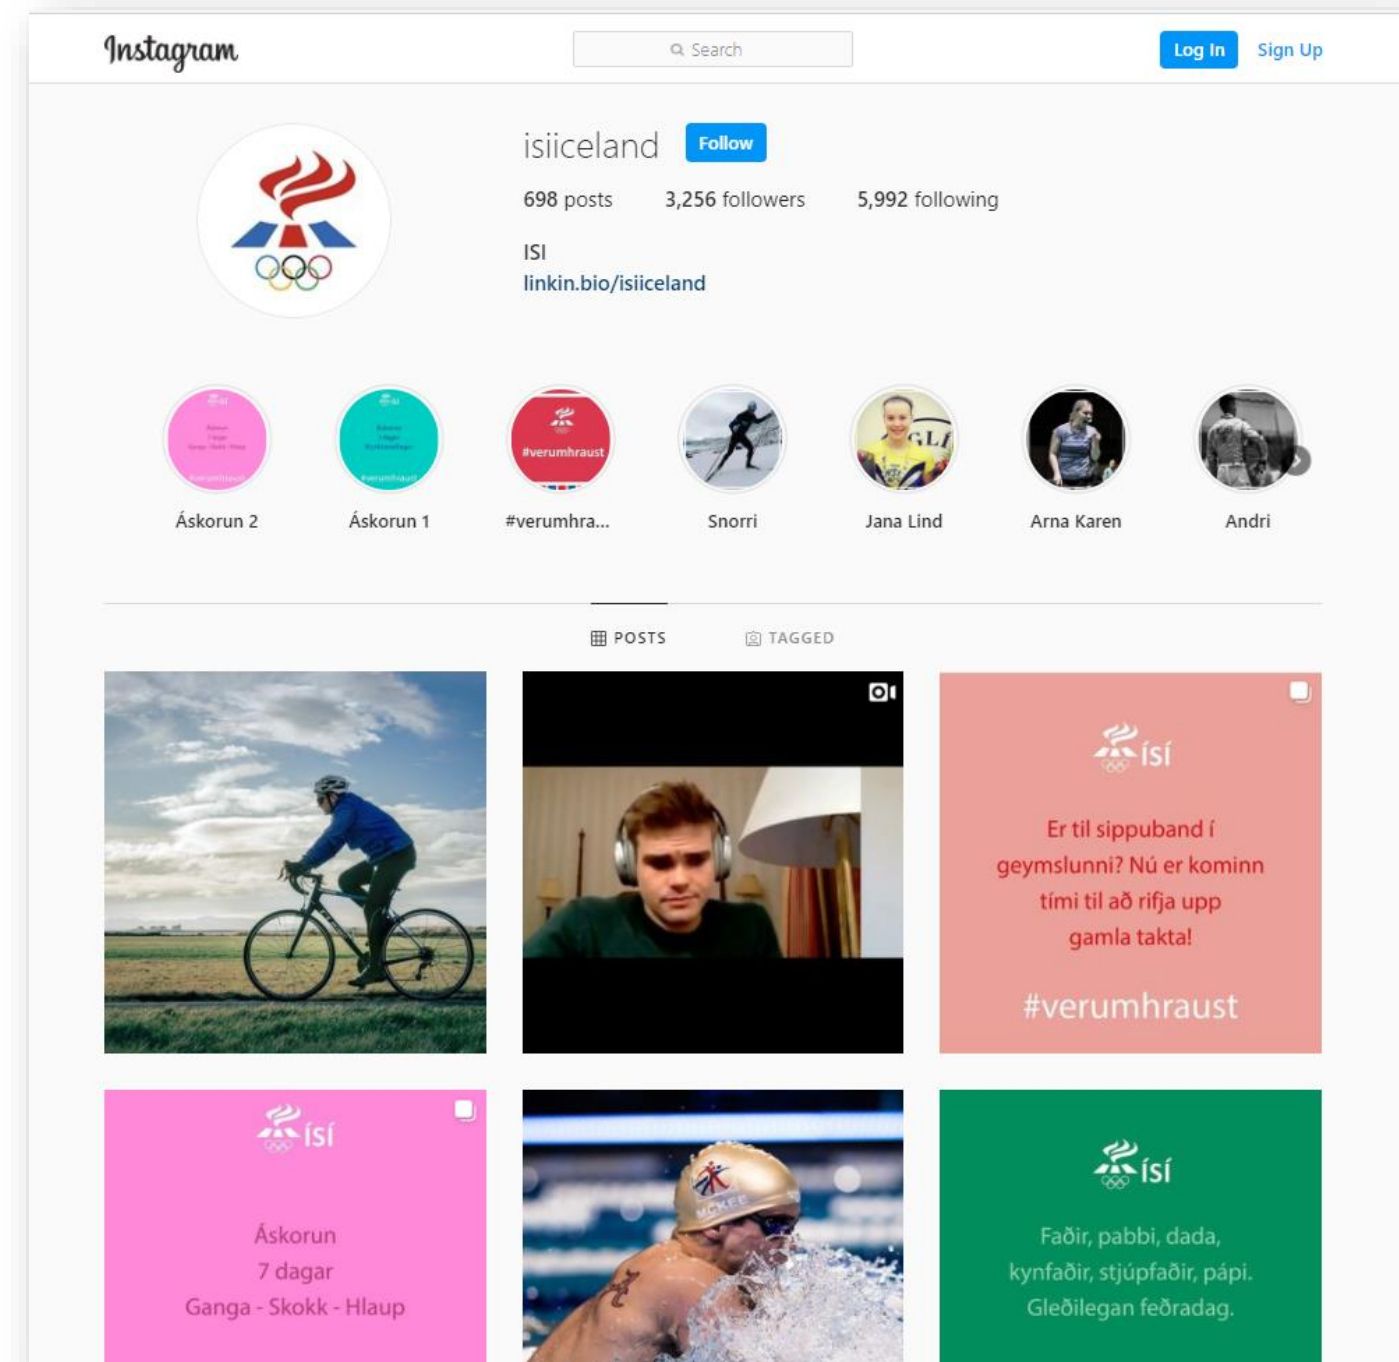 Instagram
Search
Log In
Sign Up
isiiceland
Follow
698 posts 3,256 followers 5,992 following
ISI
linkin.bio/isiiceland
#verumhraust
Áskorun 2
Áskorun 1
#verumhra...
Snorri
Jana Lind
Arna Karen
Andri
POSTS
TAGGED
ísí
Er til sippuband í
geymslunni? Nú er kominn
tími til að rifja upp
gamla takta!
#verumhraust
ísí
Áskorun
7 dagar
Ganga - Skokk - Hlaup
MCKEE
ísí
Faðir, pabbi, dada,
kynfaðir, stjúpfaðir, pápi.
Gleðilegan feðradag.